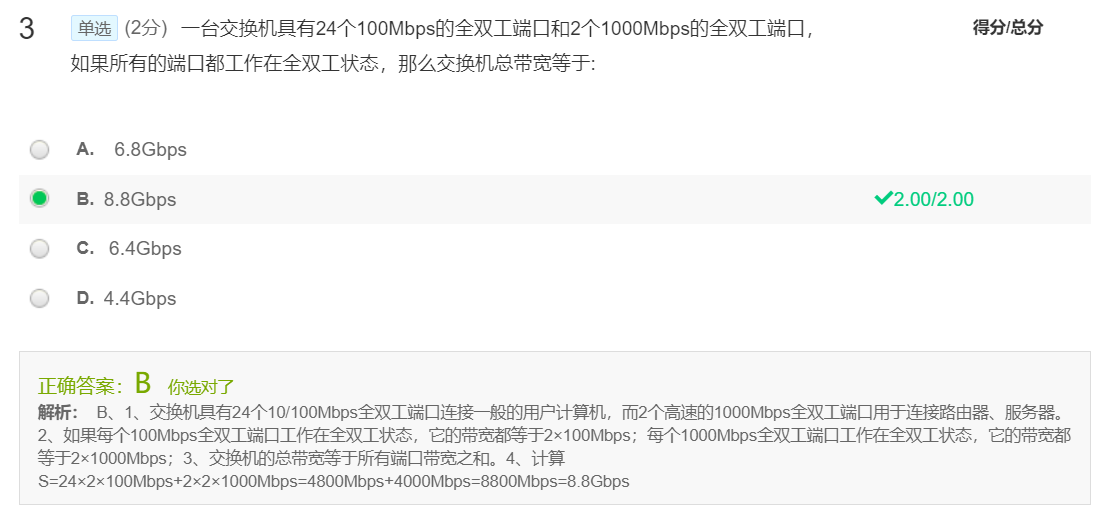 3 单选 (2分) 一台交换机具有24个100Mbps的全双工端口和2个1000Mbps的全双工端口， 得分/总分
如果所有的端口都工作在全双工状态，那么交换机总带宽等于:
A. 6.8Gbps
B. 8.8Gbps 2.00/2.00
C. 6.4Gbps
D. 4.4Gbps
正确答案：B 你选对了
解析： B、1、交换机具有24个10/100Mbps全双工端口连接一般的用户计算机，而2个高速的1000Mbps全双工端口用于连接路由器、服务器。
2、如果每个100Mbps全双工端口工作在全双工状态，它的带宽都等于2×100Mbps；每个1000Mbps全双工端口工作在全双工状态，它的带宽都
等于2×1000Mbps；3、交换机的总带宽等于所有端口带宽之和。4、计算
S=24×2×100Mbps+2×2×1000Mbps=4800Mbps+4000Mbps=8800Mbps=8.8Gbps